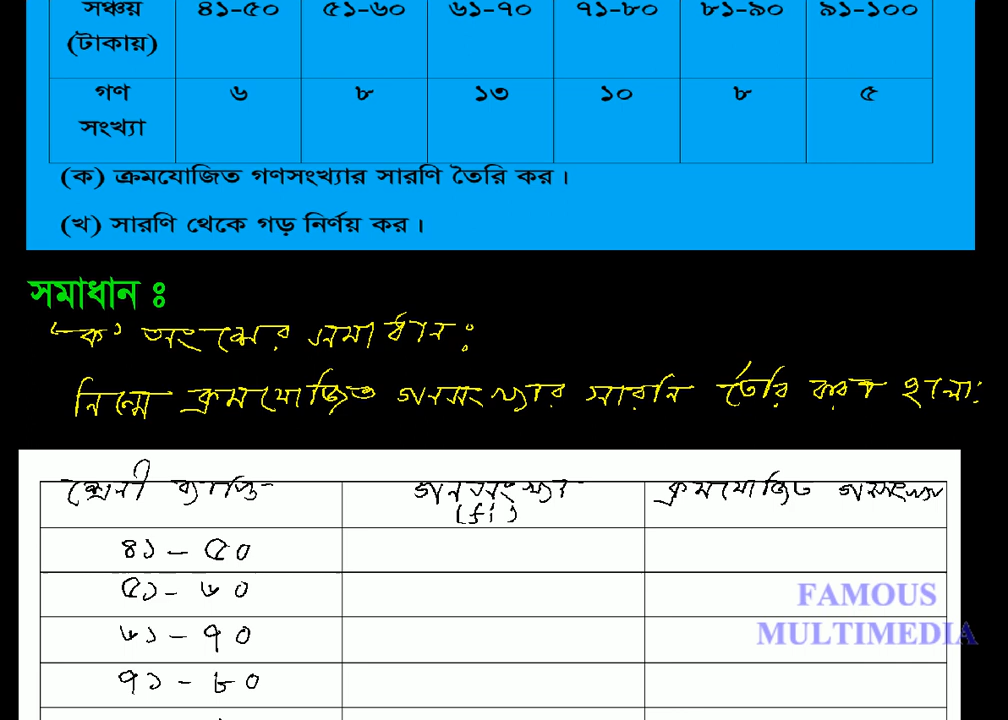 সঞ্চয় ৪১-৫০ ৫১-৬০ ৬১-৭০ ৭১-৮০ ৮১-৯০ ৯১-১০০
(টাকায়)
গণ ৬ ৮ ১৩ ১০ ৮ ৫
সংখ্যা
(ক) ক্রমযোজিত গণসংখ্যার সারণি তৈরি কর।
(খ) সারণি থেকে গড় নির্ণয় কর।
সমাধান ঃ
‘ক’ অংশের সমাধান:
নিম্নে ক্রমযোজিত গনসংখ্যার সারনি তৈরি করা হলো:
শ্রেনী ব্যাপ্তি গনসংখ্যা ক্রমযোজিত গনসংখ্যা
(fi)
৪১ - ৫০
৫১ - ৬০
৬১ - ৭০
৭১ - ৮০
FAMOUS
MULTIMEDIA